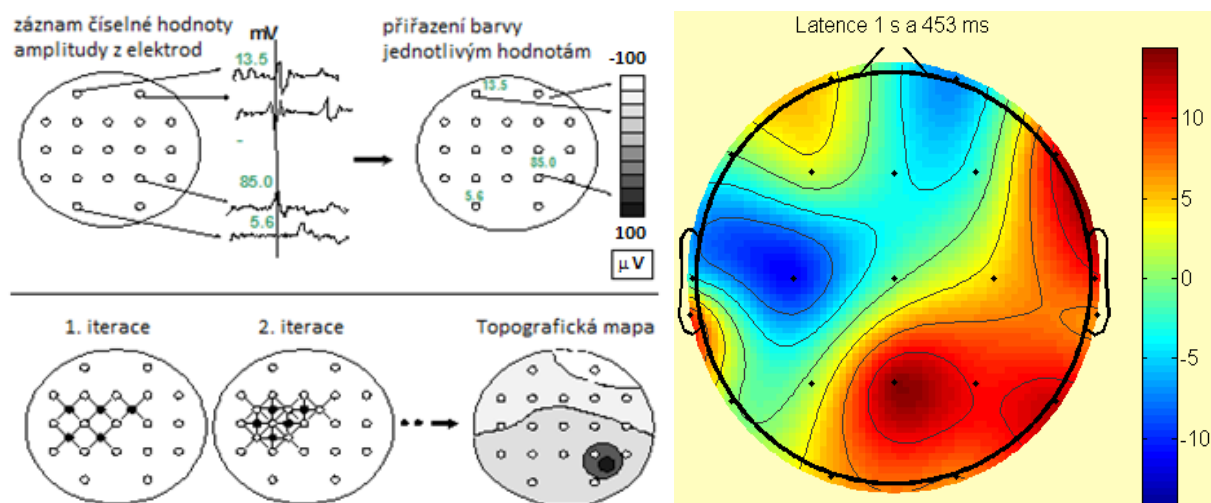 záznam číselné hodnoty
amplitudy z elektrod
mV
13.5
-
85.0
5.6
přiřazení barvy
jednotlivým hodnotám
-100
13.5
85.0
5.6
100
μV
1. iterace
2. iterace
Topografická mapa
Latence 1 s a 453 ms
10
5
0
-5
-10